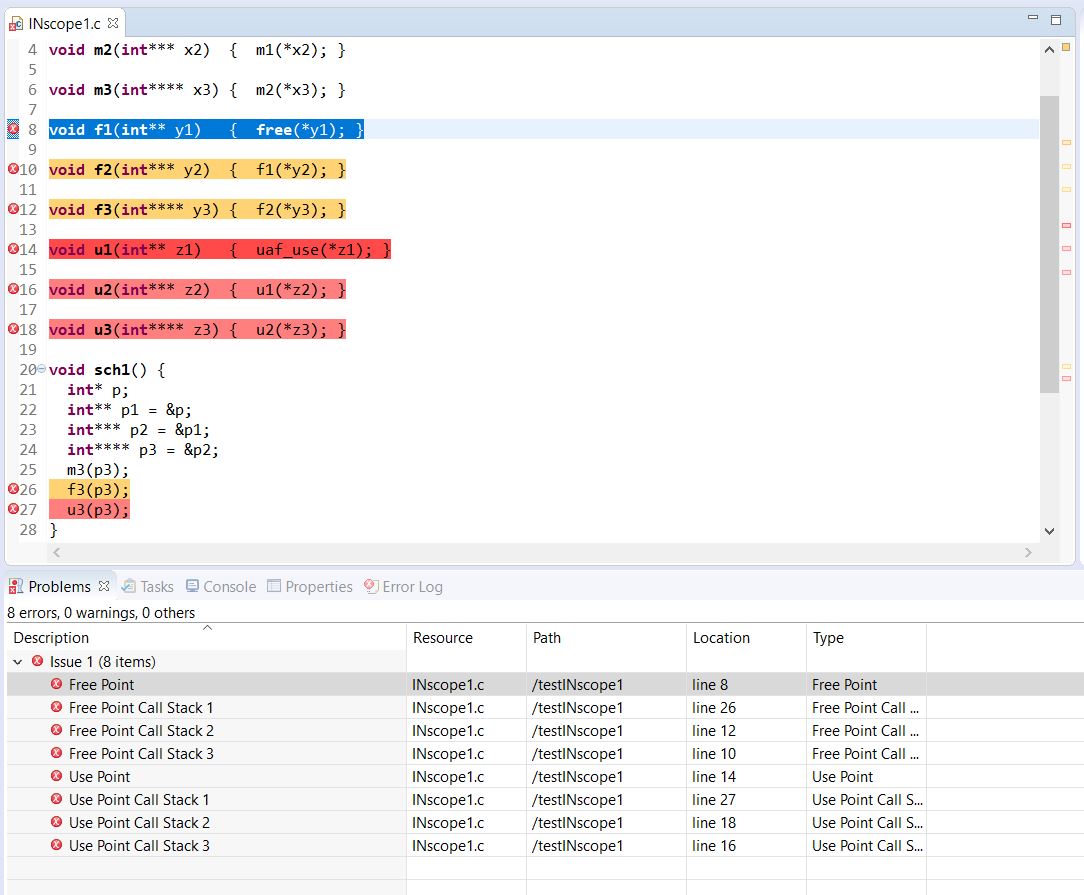 INscope1.c
4 void m2(int*** x2)  {  m1(*x2); }
5
6 void m3(int**** x3) {  m2(*x3); }
7
8 void f1(int** y1)   {  free(*y1); }
9
10 void f2(int*** y2)  {  f1(*y2); }
11
12 void f3(int**** y3) {  f2(*y3); }
13
14 void u1(int** z1)   {  uaf_use(*z1); }
15
16 void u2(int*** z2)  {  u1(*z2); }
17
18 void u3(int**** z3) {  u2(*z3); }
19
20 void sch1() {
21   int* p;
22   int** p1 = &p;
23   int*** p2 = &p1;
24   int**** p3 = &p2;
25   m3(p3);
26   f3(p3);
27   u3(p3);
28 }
Problems Tasks Console Properties Error Log
8 errors, 0 warnings, 0 others
Description Resource Path Location Type
Issue 1 (8 items)
Free Point INscope1.c /testINscope1 line 8 Free Point
Free Point Call Stack 1 INscope1.c /testINscope1 line 26 Free Point Call ...
Free Point Call Stack 2 INscope1.c /testINscope1 line 12 Free Point Call ...
Free Point Call Stack 3 INscope1.c /testINscope1 line 10 Free Point Call ...
Use Point INscope1.c /testINscope1 line 14 Use Point
Use Point Call Stack 1 INscope1.c /testINscope1 line 27 Use Point Call S...
Use Point Call Stack 2 INscope1.c /testINscope1 line 18 Use Point Call S...
Use Point Call Stack 3 INscope1.c /testINscope1 line 16 Use Point Call S...